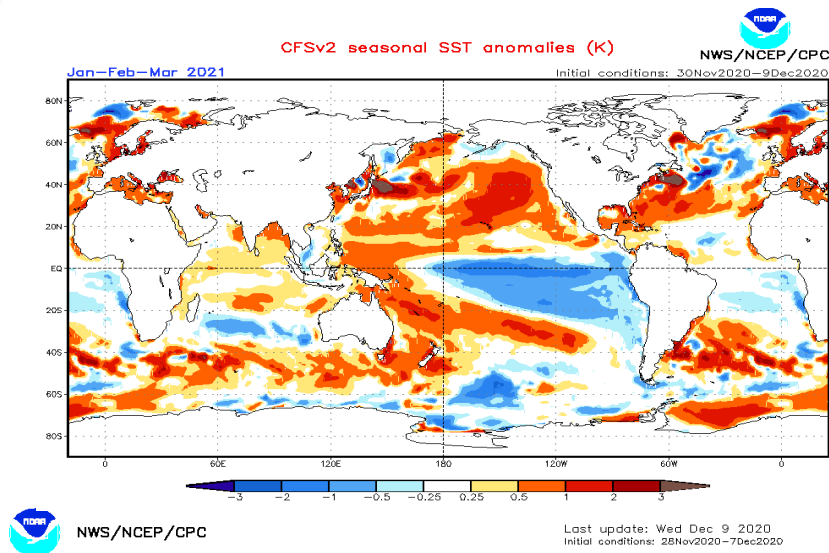 NOAA
CFSv2 seasonal SST anomalies (K)
NWS/NCEP/CPC
Jan-Feb-Mar 2021
Initial conditions: 30Nov2020-9Dec2020
80N
60N
40N
20N
EQ
20S
40S
60S
80S
0 60E 120E 180 120W 60W 0
-3 -2 -1 -0.5 -0.25 0.25 0.5 1 2 3
NOAA
NWS/NCEP/CPC
Last update: Wed Dec 9 2020
Initial conditions: 28Nov2020-7Dec2020